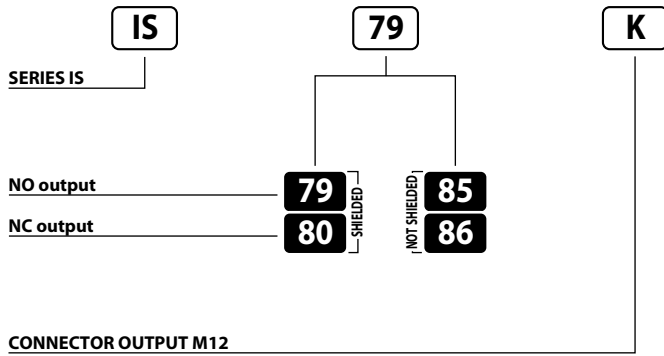 IS 79 K
SERIES IS
NO output 79 SHIELDED NOT SHIELDED 85
NC output 80 86
CONNECTOR OUTPUT M12